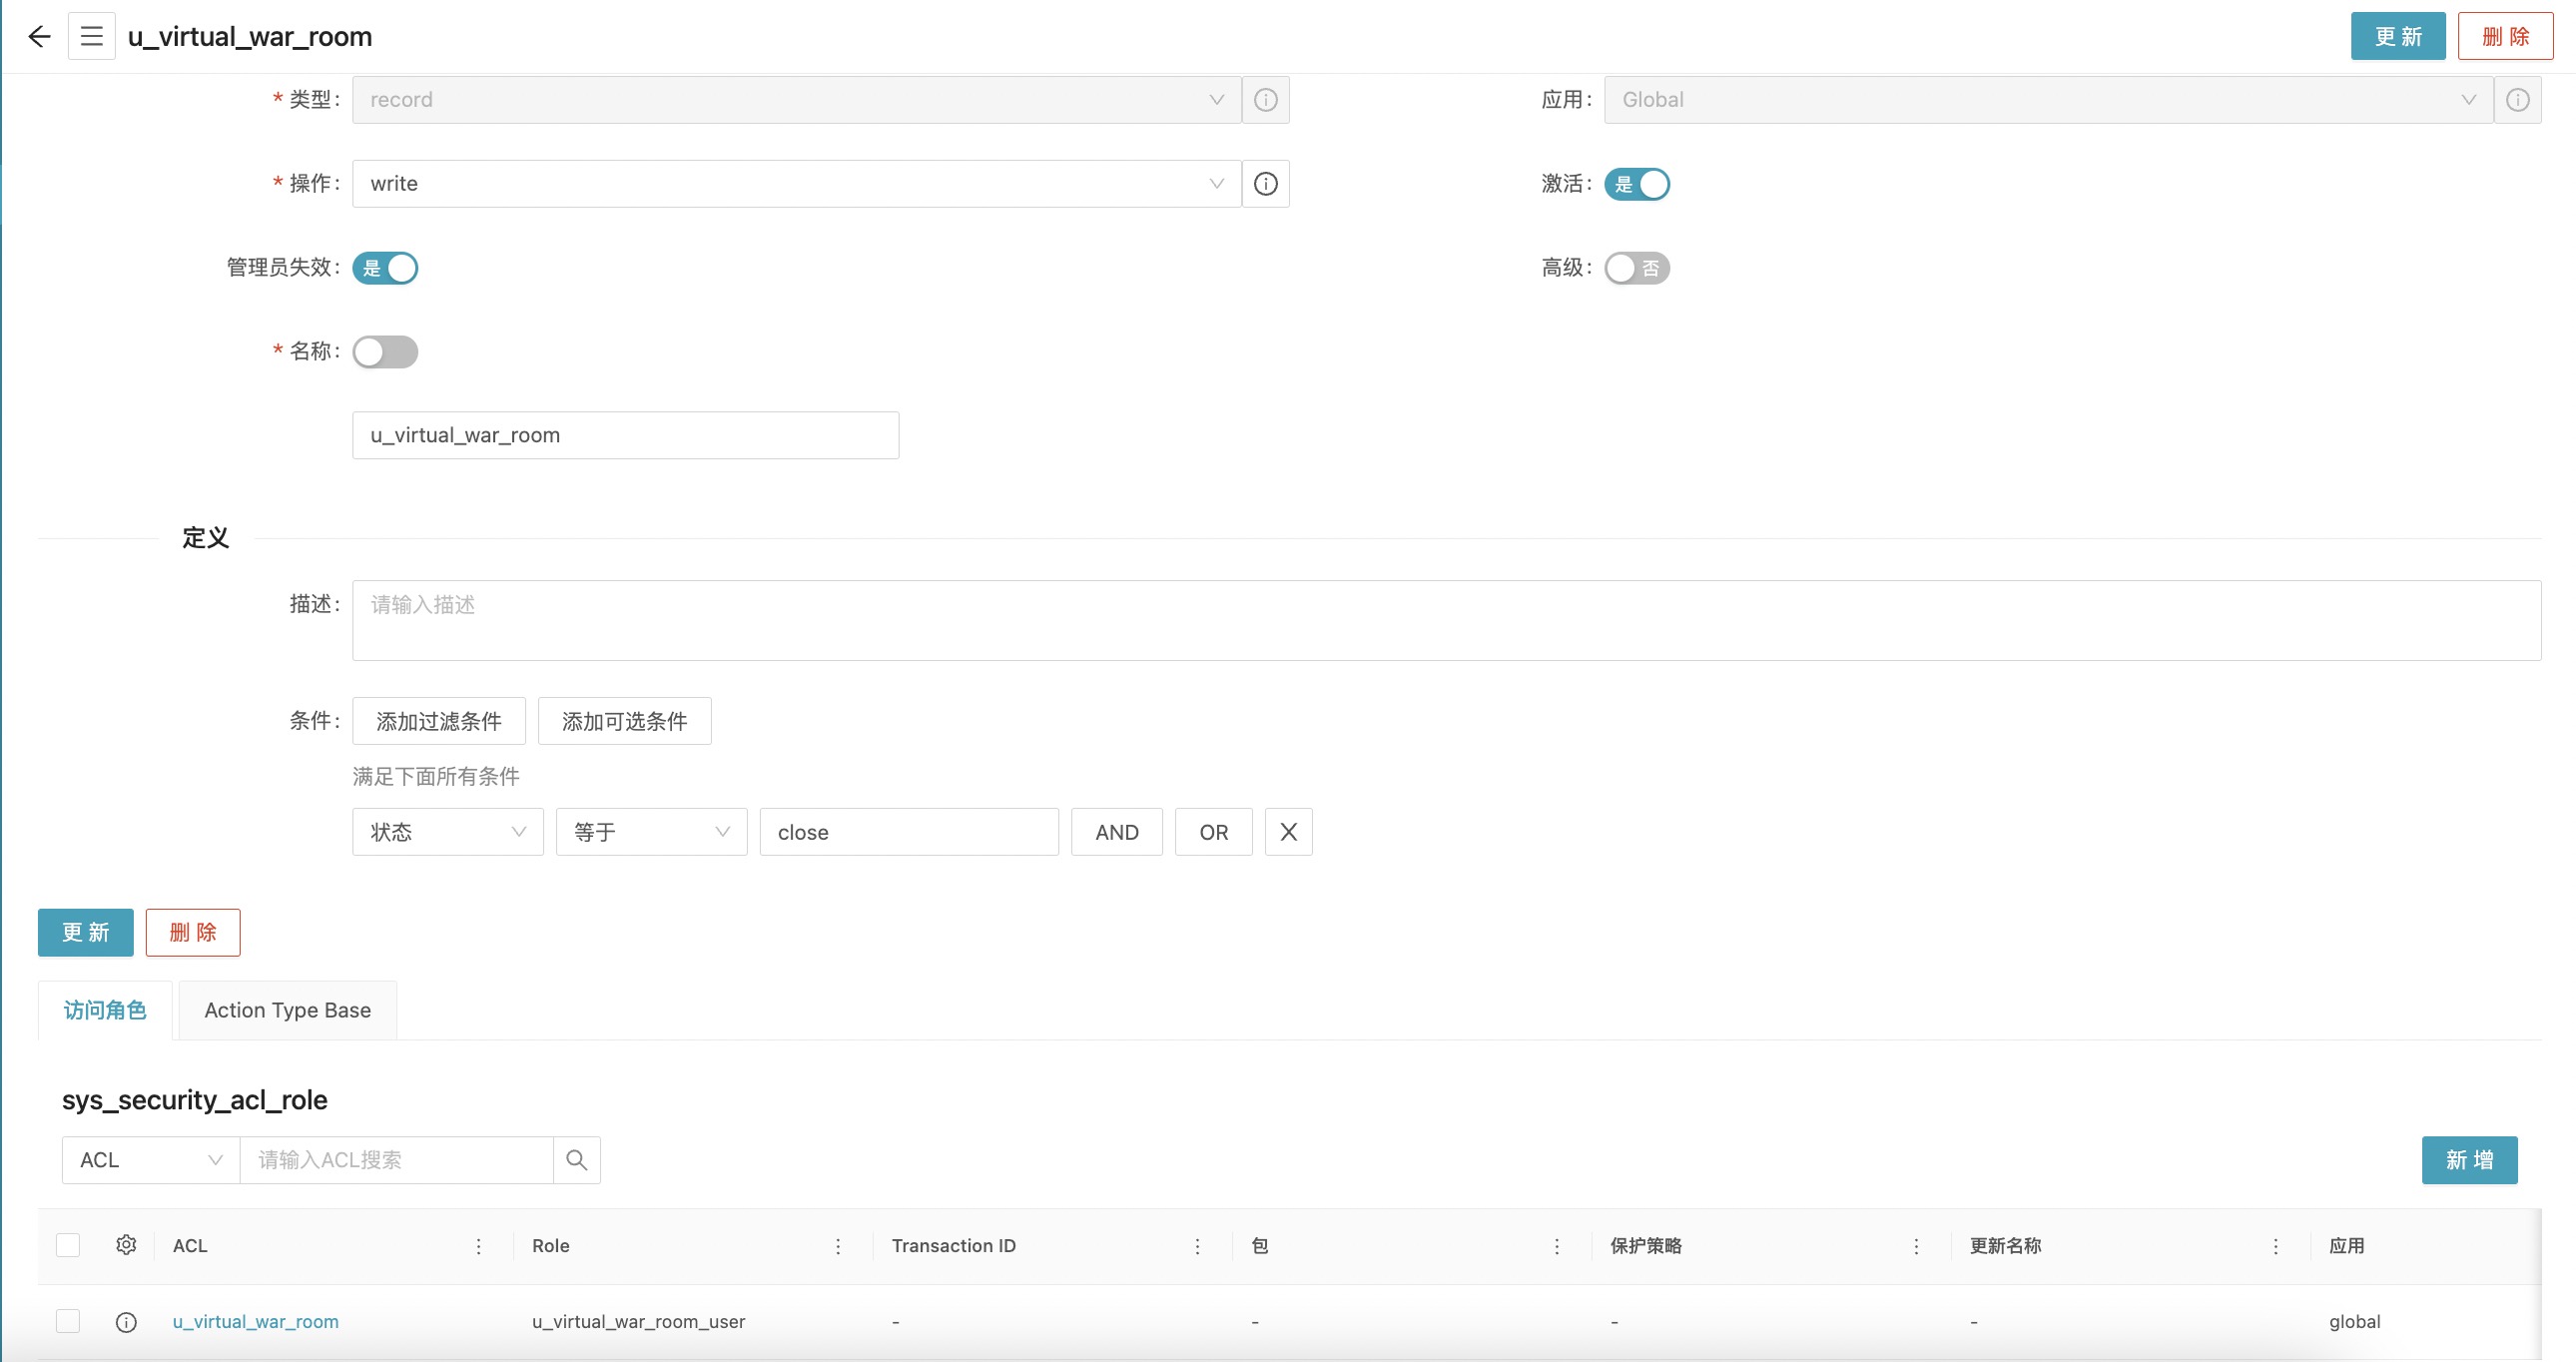 u_virtual_war_room
更 新
删 除
* 类型:
record
应用:
Global
* 操作:
write
激活:
是
管理员失效:
是
高级:
否
* 名称:
u_virtual_war_room
定义
描述:
请输入描述
条件:
添加过滤条件
添加可选条件
满足下面所有条件
状态
等于
close
AND
OR
X
更 新
删 除
访问角色
Action Type Base
sys_security_acl_role
ACL
请输入ACL搜索
新 增
ACL
Role
Transaction ID
包
保护策略
更新名称
应用
u_virtual_war_room
u_virtual_war_room_user
-
-
-
-
global